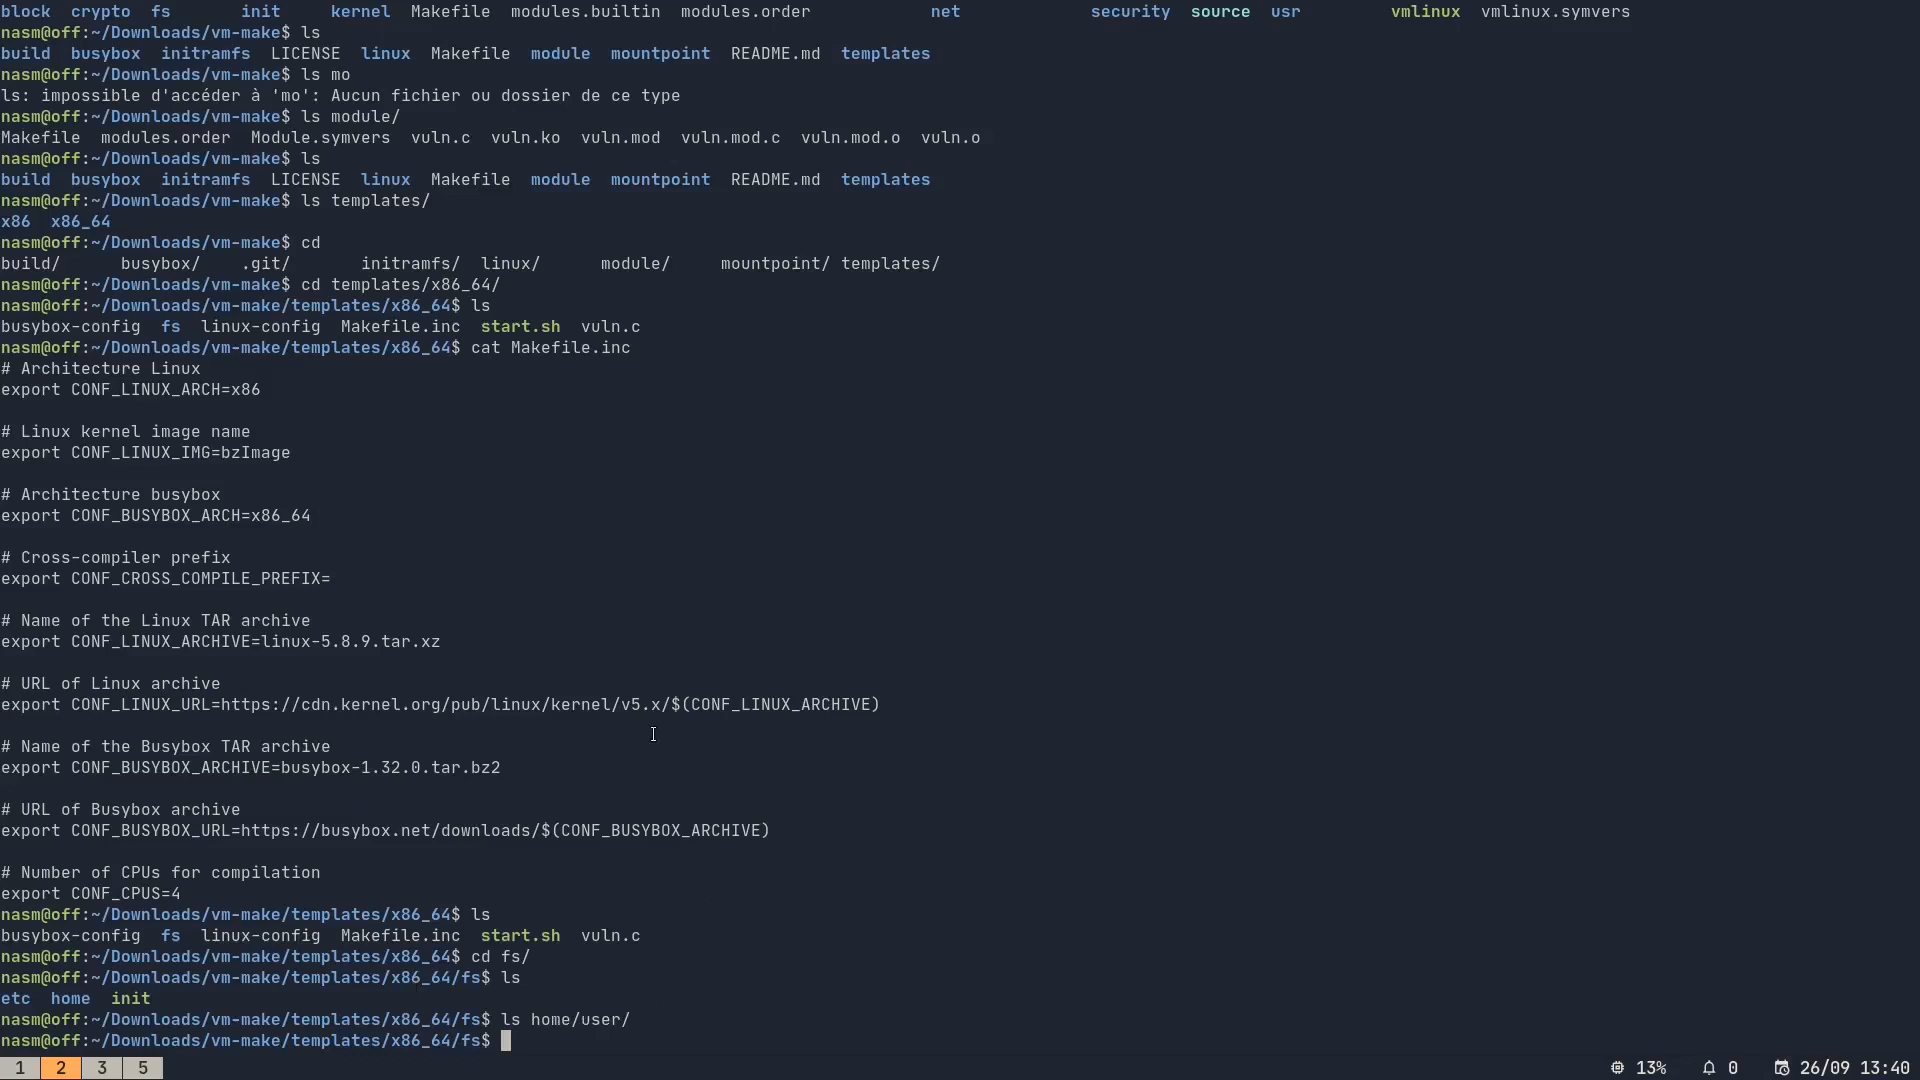 block  crypto  fs       init     kernel  Makefile  modules.builtin  modules.order            net             security  source  usr         vmlinux  vmlinux.symvers
nasm@off:~/Downloads/vm-make$ ls
build  busybox  initramfs  LICENSE  linux  Makefile  module  mountpoint  README.md  templates
nasm@off:~/Downloads/vm-make$ ls mo
ls: impossible d'accéder à 'mo': Aucun fichier ou dossier de ce type
nasm@off:~/Downloads/vm-make$ ls module/
Makefile  modules.order  Module.symvers  vuln.c  vuln.ko  vuln.mod  vuln.mod.c  vuln.mod.o  vuln.o
nasm@off:~/Downloads/vm-make$ ls
build  busybox  initramfs  LICENSE  linux  Makefile  module  mountpoint  README.md  templates
nasm@off:~/Downloads/vm-make$ ls templates/
x86  x86_64
nasm@off:~/Downloads/vm-make$ cd
build/      busybox/    .git/       initramfs/  linux/      module/     mountpoint/ templates/
nasm@off:~/Downloads/vm-make$ cd templates/x86_64/
nasm@off:~/Downloads/vm-make/templates/x86_64$ ls
busybox-config  fs  linux-config  Makefile.inc  start.sh  vuln.c
nasm@off:~/Downloads/vm-make/templates/x86_64$ cat Makefile.inc
# Architecture Linux
export CONF_LINUX_ARCH=x86
# Linux kernel image name
export CONF_LINUX_IMG=bzImage
# Architecture busybox
export CONF_BUSYBOX_ARCH=x86_64
# Cross-compiler prefix
export CONF_CROSS_COMPILE_PREFIX=
# Name of the Linux TAR archive
export CONF_LINUX_ARCHIVE=linux-5.8.9.tar.xz
# URL of Linux archive
export CONF_LINUX_URL=https://cdn.kernel.org/pub/linux/kernel/v5.x/$(CONF_LINUX_ARCHIVE)
# Name of the Busybox TAR archive
export CONF_BUSYBOX_ARCHIVE=busybox-1.32.0.tar.bz2
# URL of Busybox archive
export CONF_BUSYBOX_URL=https://busybox.net/downloads/$(CONF_BUSYBOX_ARCHIVE)
# Number of CPUs for compilation
export CONF_CPUS=4
nasm@off:~/Downloads/vm-make/templates/x86_64$ ls
busybox-config  fs  linux-config  Makefile.inc  start.sh  vuln.c
nasm@off:~/Downloads/vm-make/templates/x86_64$ cd fs/
nasm@off:~/Downloads/vm-make/templates/x86_64/fs$ ls
etc  home  init
nasm@off:~/Downloads/vm-make/templates/x86_64/fs$ ls home/user/
nasm@off:~/Downloads/vm-make/templates/x86_64/fs$
1 2 3 5 13% 0 26/09 13:40